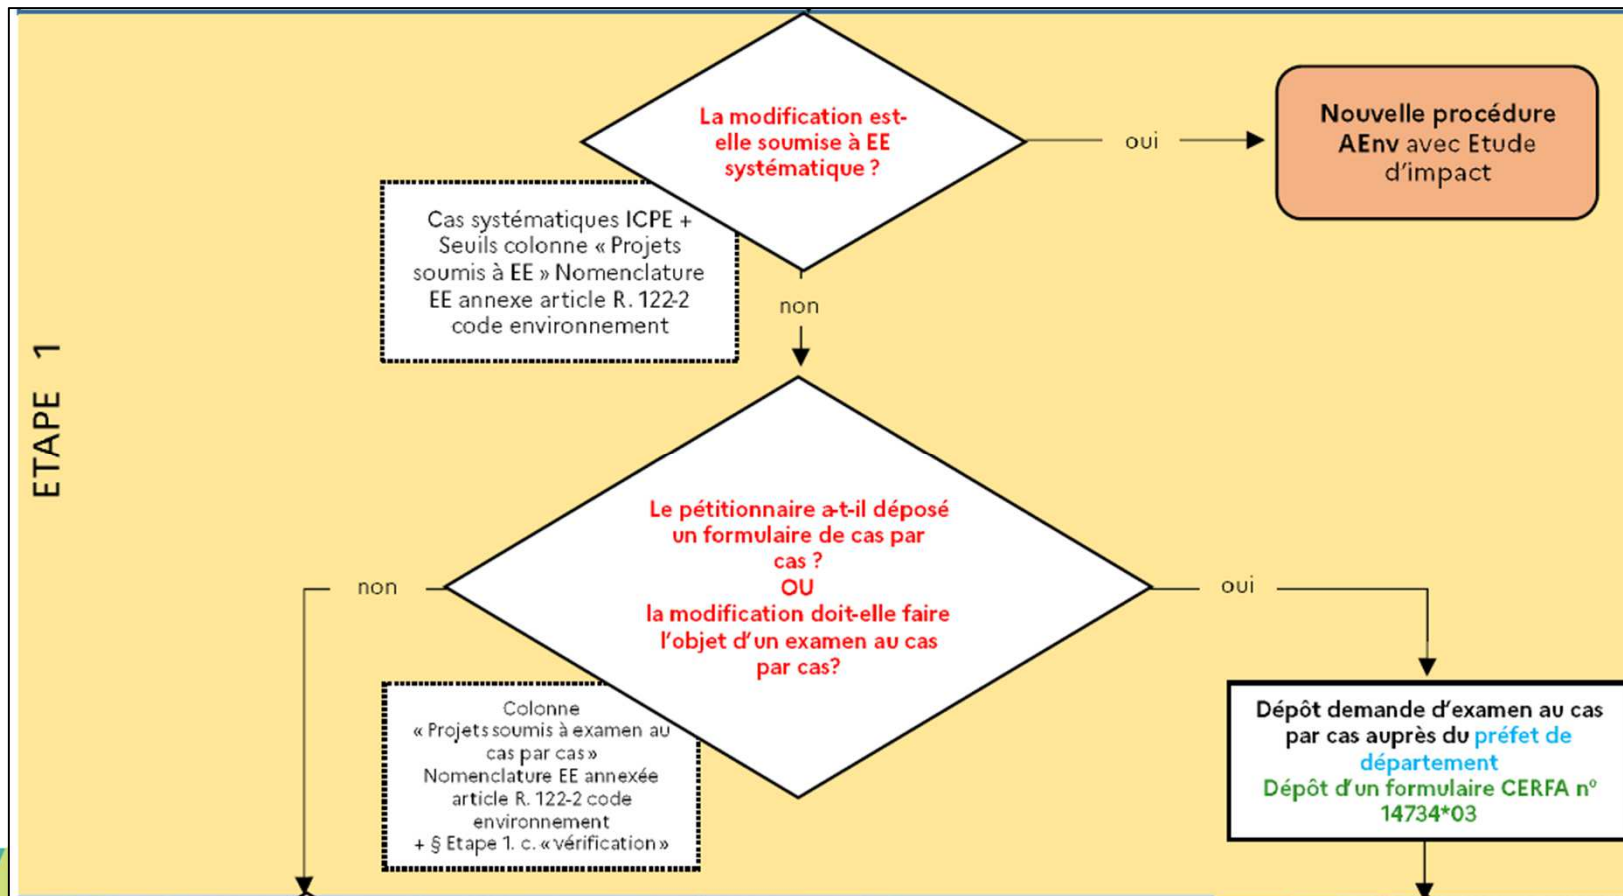 ETAPE 1
La modification est-
elle soumise à EE
systématique ?
oui
Nouvelle procédure
AEnv avec Etude
d'impact
Cas systématiques ICPE +
Seuils colonne « Projets
soumis à EE » Nomenclature
EE annexe article R. 122-2
code environnement
non
Le pétitionnaire a-t-il déposé
un formulaire de cas par
cas ?
OU
la modification doit-elle faire
l'objet d'un examen au cas
par cas?
non
oui
Colonne
« Projets soumis à examen au
cas par cas »
Nomenclature EE annexée
article R. 122-2 code
environnement
+ § Etape 1. c. « vérification »
Dépôt demande d'examen au cas
par cas auprès du préfet de
département
Dépôt d'un formulaire CERFA n°
14734*03